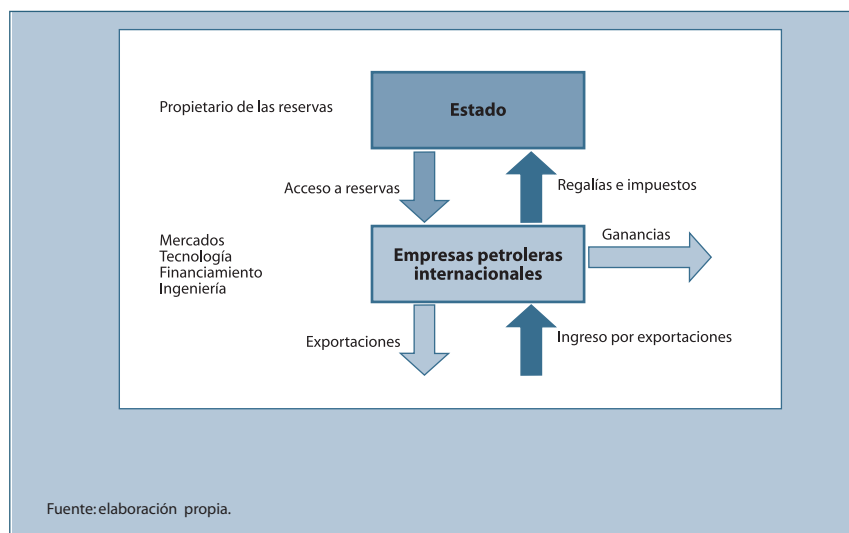 Propietario de las reservas
Estado
Acceso a reservas
Regalías e impuestos
Mercados
Tecnología
Financiamiento
Ingeniería
Empresas petroleras
internacionales
Ganancias
Exportaciones
Ingreso por exportaciones
Fuente: elaboración propia.